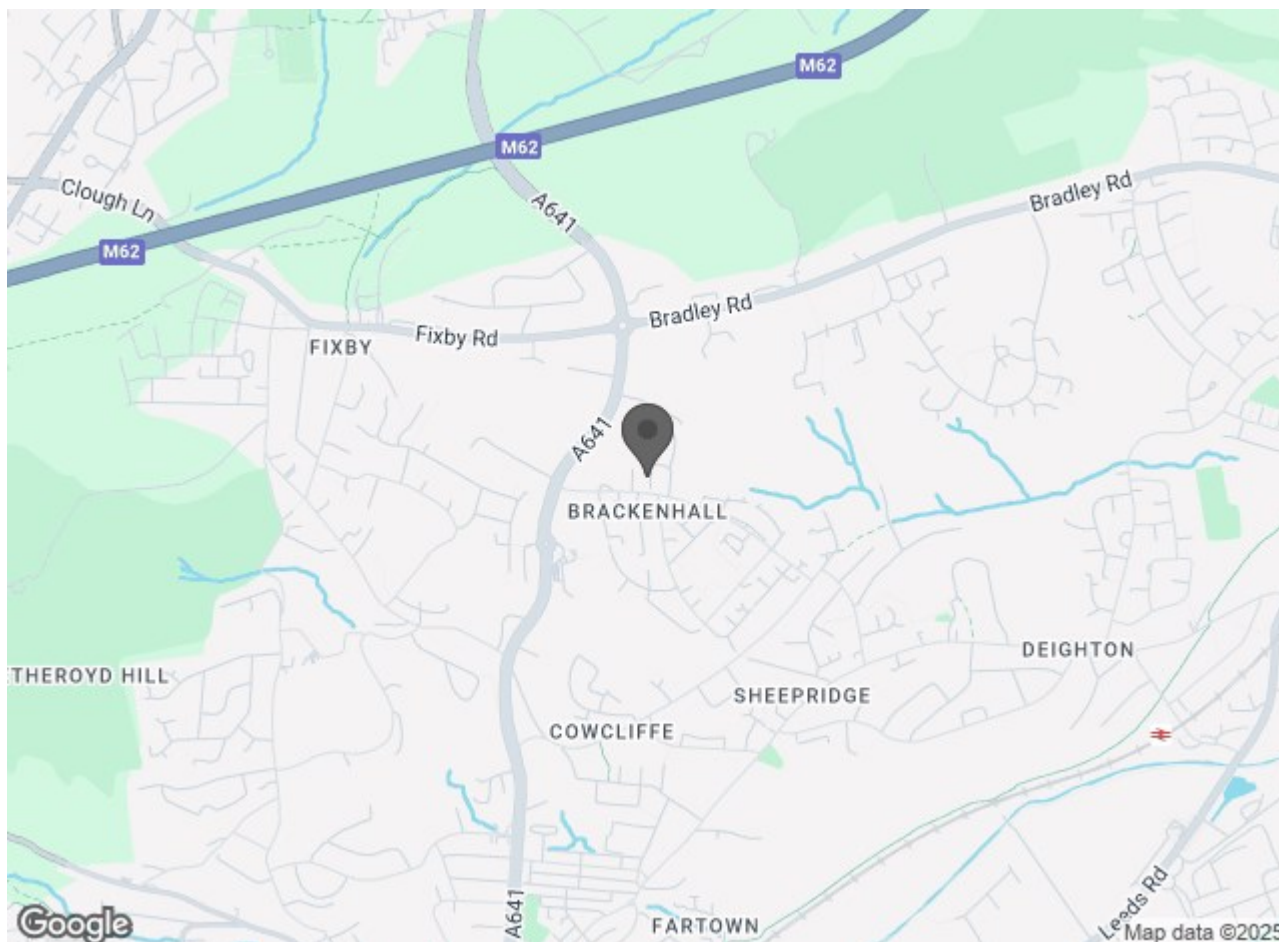 M62
M62
Clough Ln
Bradley Rd
A641
M62
Bradley Rd
Fixby Rd
FIXBY
A641
BRACKENHALL
DEIGHTON
ETHEROYD HILL
SHEEPRIDGE
COWCLIFFE
Leeds Rd
A641
FARTOWN
Google
Map data ©2025